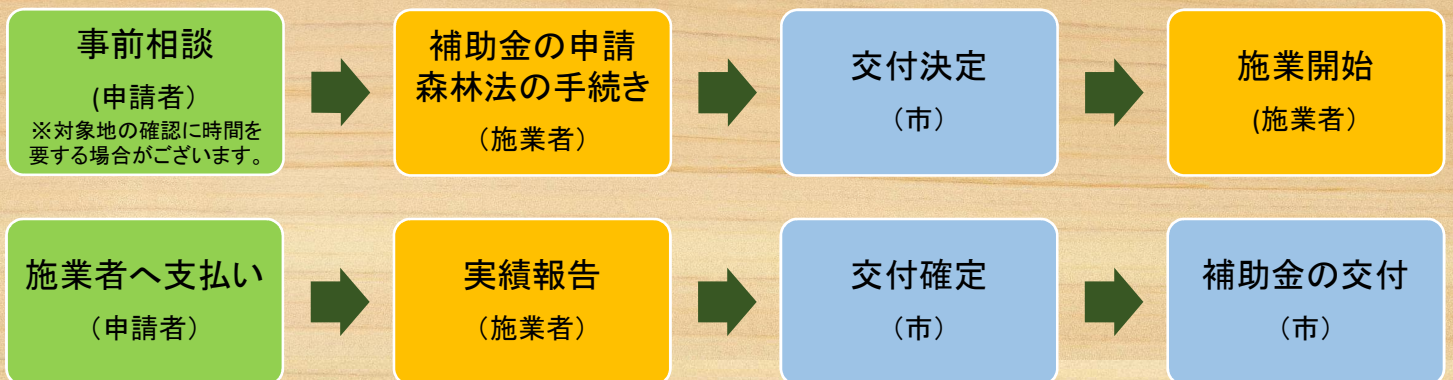 事前相談
(申請者）
※対象地の確認に時間を
要する場合がございます。
補助金の申請
森林法の手続き
（施業者）
交付決定
（市）
施業開始
(施業者）
施業者へ支払い
（申請者）
実績報告
（施業者）
交付確定
（市）
補助金の交付
（市）